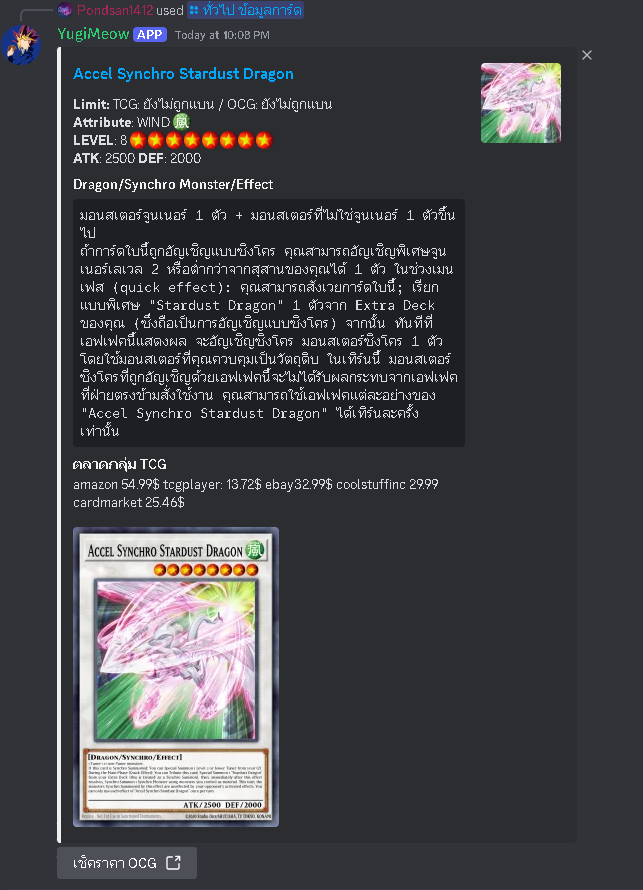 Pondsan1412 used ทั่วไป ข้อมูลการ์ด
YugiMeow APP Today at 10:08 PM
Accel Synchro Stardust Dragon
Limit: TCG: ยังไม่ถูกแบน / OCG: ยังไม่ถูกแบน
Attribute: WIND
LEVEL: 8
ATK: 2500 DEF: 2000
Dragon/Synchro Monster/Effect
มอนสเตอร์จูนเนอร์ 1 ตัว + มอนสเตอร์ที่ไม่ใช่จูนเนอร์ 1 ตัวขึ้น
ไป
ถ้าการ์ดใบนี้ถูกอัญเชิญแบบซิงโคร คุณสามารถอัญเชิญพิเศษจูน
เนอร์เลเวล 2 หรือต่ำกว่าจากสุสานของคุณได้ 1 ตัว ในช่วงเมน
เฟส (quick effect): คุณสามารถสังเวยการ์ดใบนี้; เรียก
แบบพิเศษ "Stardust Dragon" 1 ตัวจาก Extra Deck
ของคุณ (ซึ่งถือเป็นการอัญเชิญแบบซิงโคร) จากนั้น ทันทีที่
เอฟเฟคนี้แสดงผล จะอัญเชิญซิงโคร มอนสเตอร์ซิงโคร 1 ตัว
โดยใช้มอนสเตอร์ที่คุณควบคุมเป็นวัตถุดิบ ในเทิร์นนี้ มอนสเตอร์
ซิงโครที่ถูกอัญเชิญด้วยเอฟเฟคนี้จะไม่ได้รับผลกระทบจากเอฟเฟค
ที่ฝ่ายตรงข้ามสั่งใช้งาน คุณสามารถใช้เอฟเฟคแต่ละอย่างของ
"Accel Synchro Stardust Dragon" ได้เทิร์นละครั้ง
เท่านั้น
ตลาดกลุ่ม TCG
amazon 54.99$ tcgplayer: 13.72$ ebay32.99$ coolstuffinc 29.99
cardmarket 25.46$
ACCEL SYNCHRO STARDUST DRAGON 風
[DRAGON/SYNCHRO/EFFECT]
ATK/2500 DEF/2000
เช็คราคา OCG